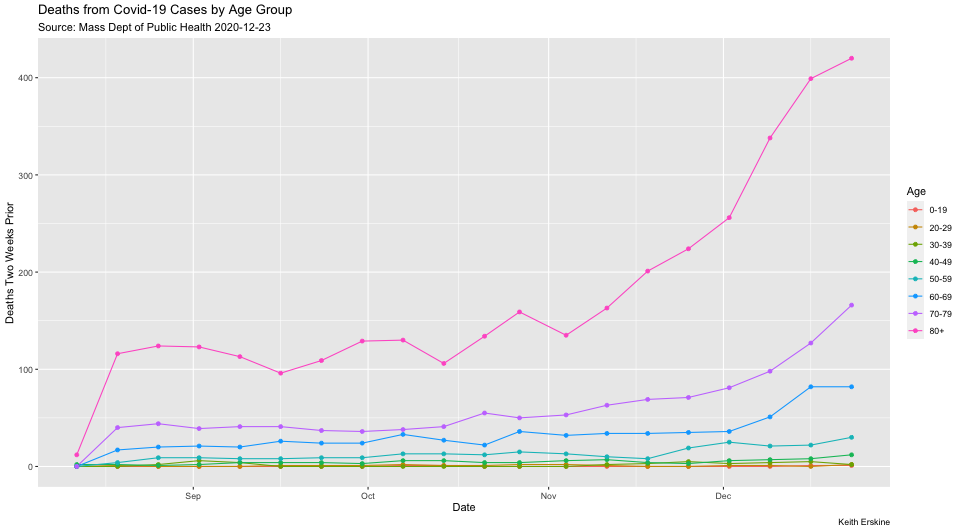 Deaths from Covid-19 Cases by Age Group
Source: Mass Dept of Public Health 2020-12-23
Deaths Two Weeks Prior
400
300
200
100
0
Sep
Oct
Nov
Dec
Date
Age
0-19
20-29
30-39
40-49
50-59
60-69
70-79
80+
Keith Erskine